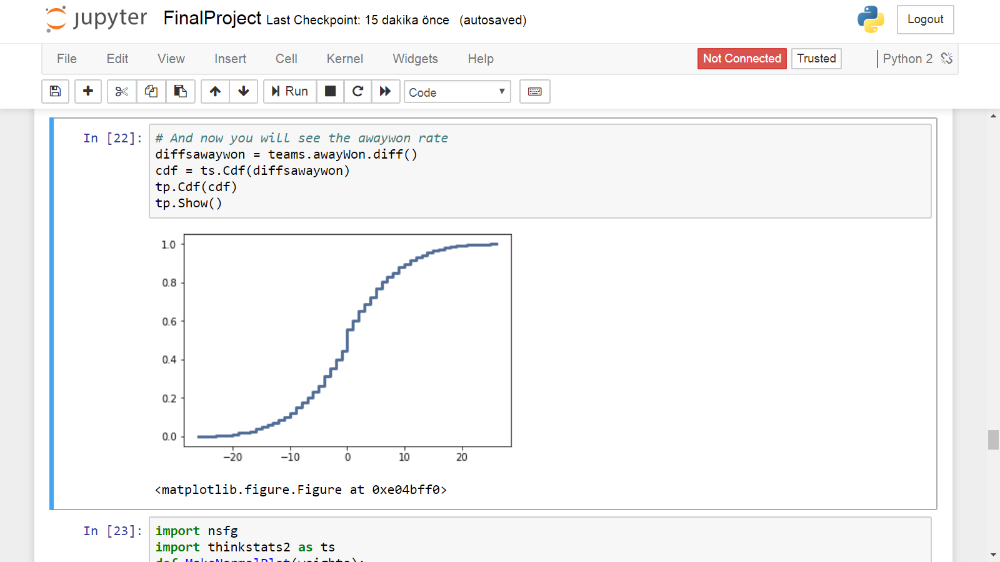 jupyter FinalProject Last Checkpoint: 15 dakika önce (autosaved) Logout
File Edit View Insert Cell Kernel Widgets Help Not Connected Trusted Python 2
Run Code
In [22]: # And now you will see the awaywon rate
diffsawaywon = teams.awayWon.diff()
cdf = ts.Cdf(diffsawaywon)
tp.Cdf(cdf)
tp.Show()
1.0
0.8
0.6
0.4
0.2
0.0
−20 −10 0 10 20
<matplotlib.figure.Figure at 0xe04bff0>
In [23]: import nsfg
import thinkstats2 as ts
def MakeNormalPlot(weights):